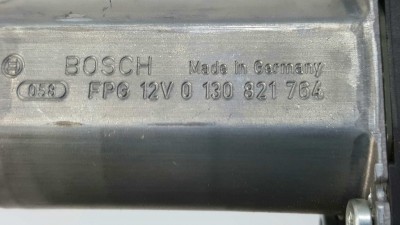 BOSCH Made in Germany
058 FPG 12V 0 130 821 764